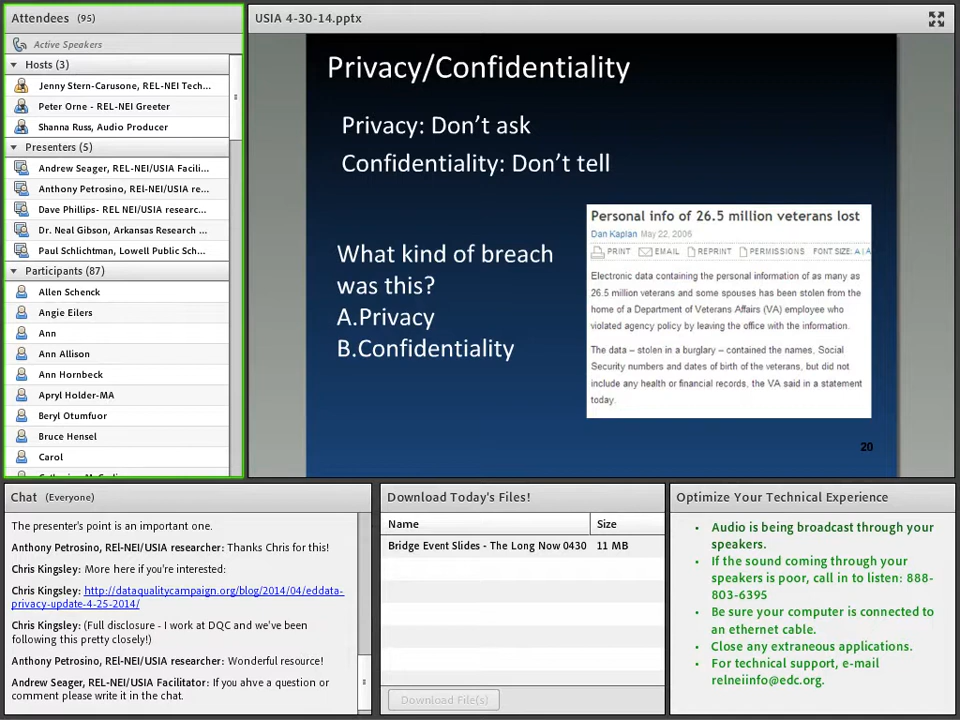 Attendees (95)
Active Speakers
Hosts (3)
Jenny Stern-Carusone, REL-NEI Tech...
Peter Orne - REL-NEI Greeter
Shanna Russ, Audio Producer
Presenters (5)
Andrew Seager, REL-NEI/USIA Facili...
Anthony Petrosino, REl-NEI/USIA re...
Dave Phillips- REL NEI/USIA researc...
Dr. Neal Gibson, Arkansas Research ...
Paul Schlichtman, Lowell Public Sch...
Participants (87)
Allen Schenck
Angie Eilers
Ann
Ann Allison
Ann Hornbeck
Apryl Holder-MA
Beryl Otumfuor
Bruce Hensel
Carol
USIA 4-30-14.pptx
Privacy/Confidentiality
Privacy: Don't ask
Confidentiality: Don't tell
What kind of breach
was this?
A.Privacy
B.Confidentiality
Personal info of 26.5 million veterans lost
Dan Kaplan May 22, 2006
PRINT EMAIL REPRINT PERMISSIONS FONT SIZE: A | A
Electronic data containing the personal information of as many as
26.5 million veterans and some spouses has been stolen from the
home of a Department of Veterans Affairs (VA) employee who
violated agency policy by leaving the office with the information.
The data – stolen in a burglary – contained the names, Social
Security numbers and dates of birth of the veterans, but did not
include any health or financial records, the VA said in a statement
today.
20
Chat (Everyone)
The presenter's point is an important one.
Anthony Petrosino, REl-NEI/USIA researcher: Thanks Chris for this!
Chris Kingsley: More here if you're interested:
Chris Kingsley: http://dataqualitycampaign.org/blog/2014/04/eddata-
privacy-update-4-25-2014/
Chris Kingsley: (Full disclosure - I work at DQC and we've been
following this pretty closely!)
Anthony Petrosino, REl-NEI/USIA researcher: Wonderful resource!
Andrew Seager, REL-NEI/USIA Facilitator: If you ahve a question or
comment please write it in the chat.
Download Today's Files!
Name Size
Bridge Event Slides - The Long Now 0430 11 MB
Download File(s)
Optimize Your Technical Experience
• Audio is being broadcast through your
speakers.
• If the sound coming through your
speakers is poor, call in to listen: 888-
803-6395
• Be sure your computer is connected to
an ethernet cable.
• Close any extraneous applications.
• For technical support, e-mail
relneiinfo@edc.org.